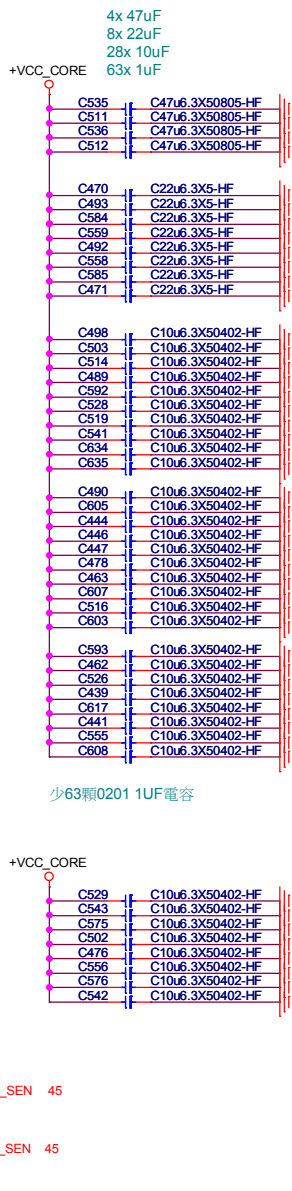 4x 47uF
8x 22uF
28x 10uF
63x 1uF
+VCC_CORE
C535 C47u6.3X50805-HF
C511 C47u6.3X50805-HF
C536 C47u6.3X50805-HF
C512 C47u6.3X50805-HF
C470 C22u6.3X5-HF
C493 C22u6.3X5-HF
C584 C22u6.3X5-HF
C559 C22u6.3X5-HF
C492 C22u6.3X5-HF
C558 C22u6.3X5-HF
C585 C22u6.3X5-HF
C471 C22u6.3X5-HF
C498 C10u6.3X50402-HF
C503 C10u6.3X50402-HF
C514 C10u6.3X50402-HF
C489 C10u6.3X50402-HF
C592 C10u6.3X50402-HF
C528 C10u6.3X50402-HF
C519 C10u6.3X50402-HF
C541 C10u6.3X50402-HF
C634 C10u6.3X50402-HF
C635 C10u6.3X50402-HF
C490 C10u6.3X50402-HF
C605 C10u6.3X50402-HF
C444 C10u6.3X50402-HF
C446 C10u6.3X50402-HF
C447 C10u6.3X50402-HF
C478 C10u6.3X50402-HF
C463 C10u6.3X50402-HF
C607 C10u6.3X50402-HF
C516 C10u6.3X50402-HF
C603 C10u6.3X50402-HF
C593 C10u6.3X50402-HF
C462 C10u6.3X50402-HF
C526 C10u6.3X50402-HF
C439 C10u6.3X50402-HF
C617 C10u6.3X50402-HF
C441 C10u6.3X50402-HF
C555 C10u6.3X50402-HF
C608 C10u6.3X50402-HF
少63顆0201 1UF電容
+VCC_CORE
C529 C10u6.3X50402-HF
C543 C10u6.3X50402-HF
C575 C10u6.3X50402-HF
C502 C10u6.3X50402-HF
C476 C10u6.3X50402-HF
C556 C10u6.3X50402-HF
C576 C10u6.3X50402-HF
C542 C10u6.3X50402-HF
_SEN 45
_SEN 45